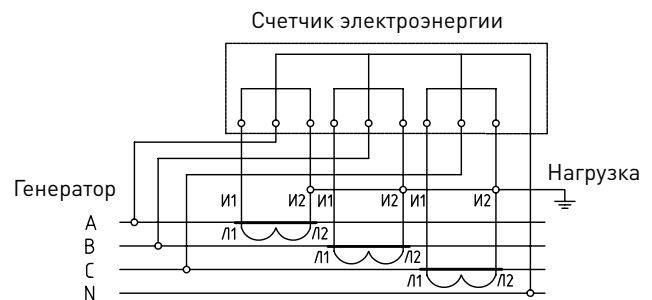 Счетчик электроэнергии
Нагрузка
Генератор
И1 И2 И1 И2 И1 И2
A
Л1 Л2
B
Л1 Л2
C
Л1 Л2
N